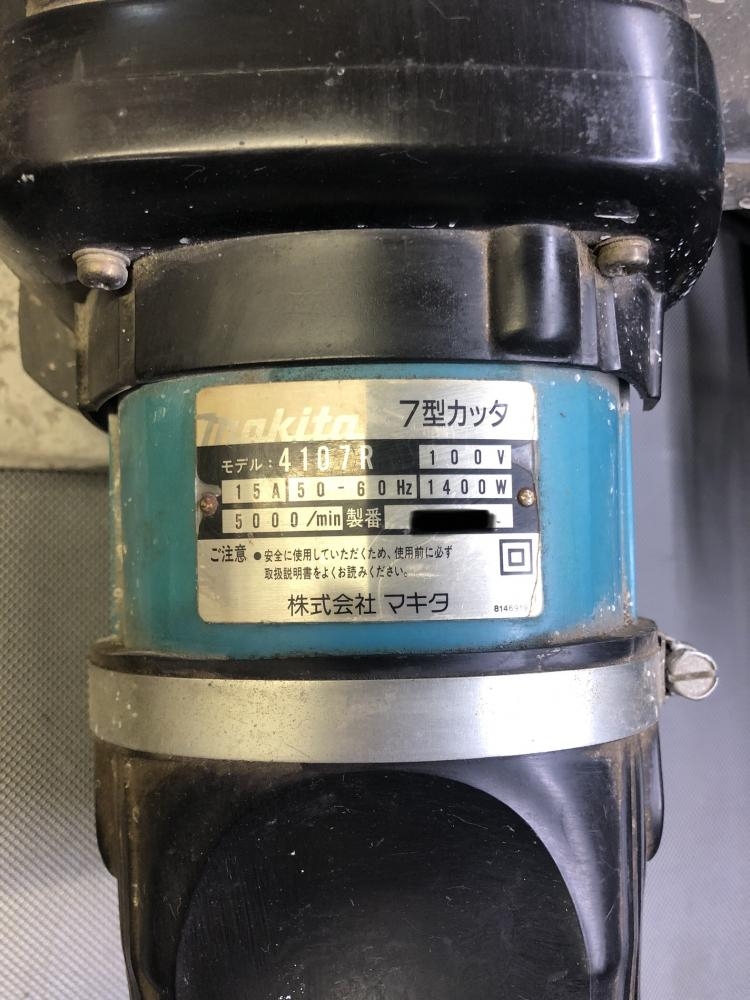 makita 7型カッタ
モデル:4107R 100V
15A 50-60Hz 1400W
5000/min 製番
ご注意 ●安全に使用していただくため、使用前に必ず
取扱説明書をよくお読みください。
株式会社 マキタ